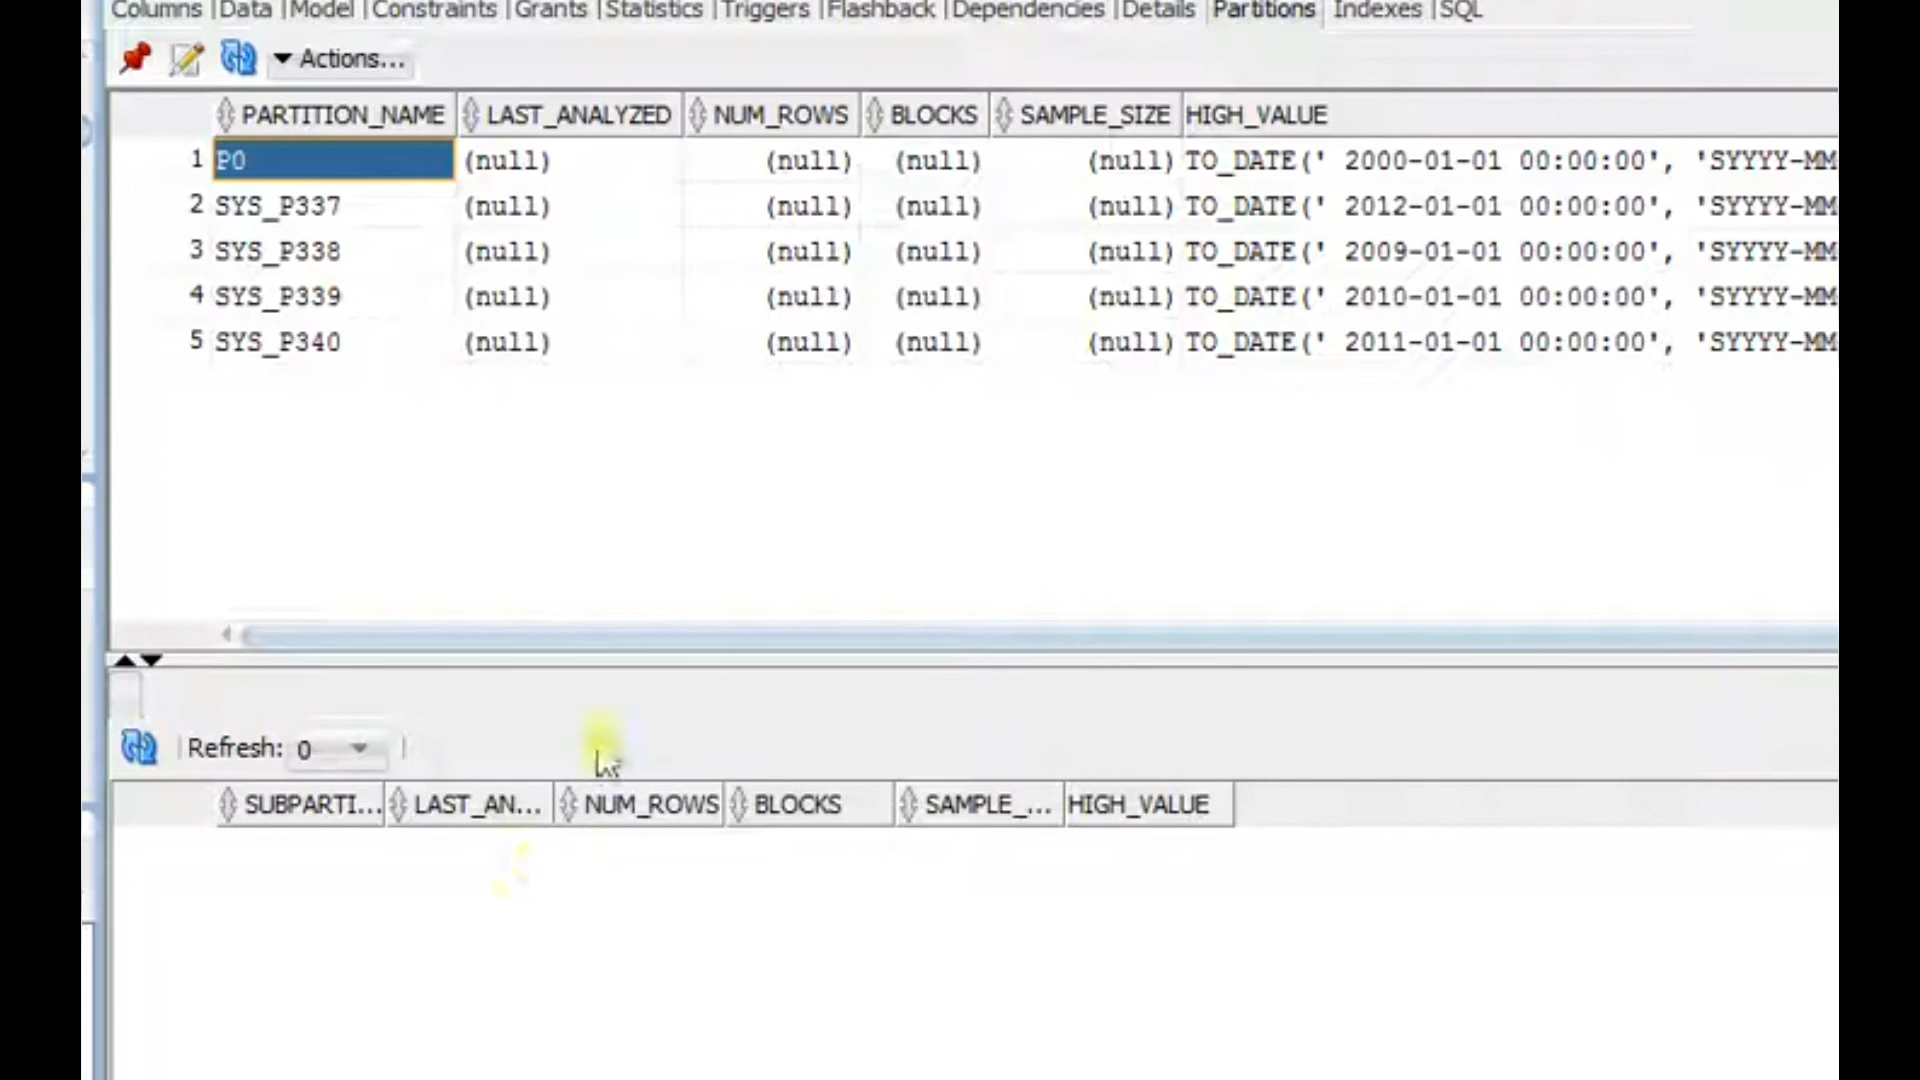 Columns |Data |Model |Constraints |Grants |Statistics |Triggers |Flashback |Dependencies |Details |Partitions |Indexes |SQL
Actions...
PARTITION_NAME LAST_ANALYZED NUM_ROWS BLOCKS SAMPLE_SIZE HIGH_VALUE
1 P0 (null) (null) (null) (null) TO_DATE(' 2000-01-01 00:00:00', 'SYYYY-MM
2 SYS_P337 (null) (null) (null) (null) TO_DATE(' 2012-01-01 00:00:00', 'SYYYY-MM
3 SYS_P338 (null) (null) (null) (null) TO_DATE(' 2009-01-01 00:00:00', 'SYYYY-MM
4 SYS_P339 (null) (null) (null) (null) TO_DATE(' 2010-01-01 00:00:00', 'SYYYY-MM
5 SYS_P340 (null) (null) (null) (null) TO_DATE(' 2011-01-01 00:00:00', 'SYYYY-MM
Refresh: 0
SUBPARTI... LAST_AN... NUM_ROWS BLOCKS SAMPLE_... HIGH_VALUE